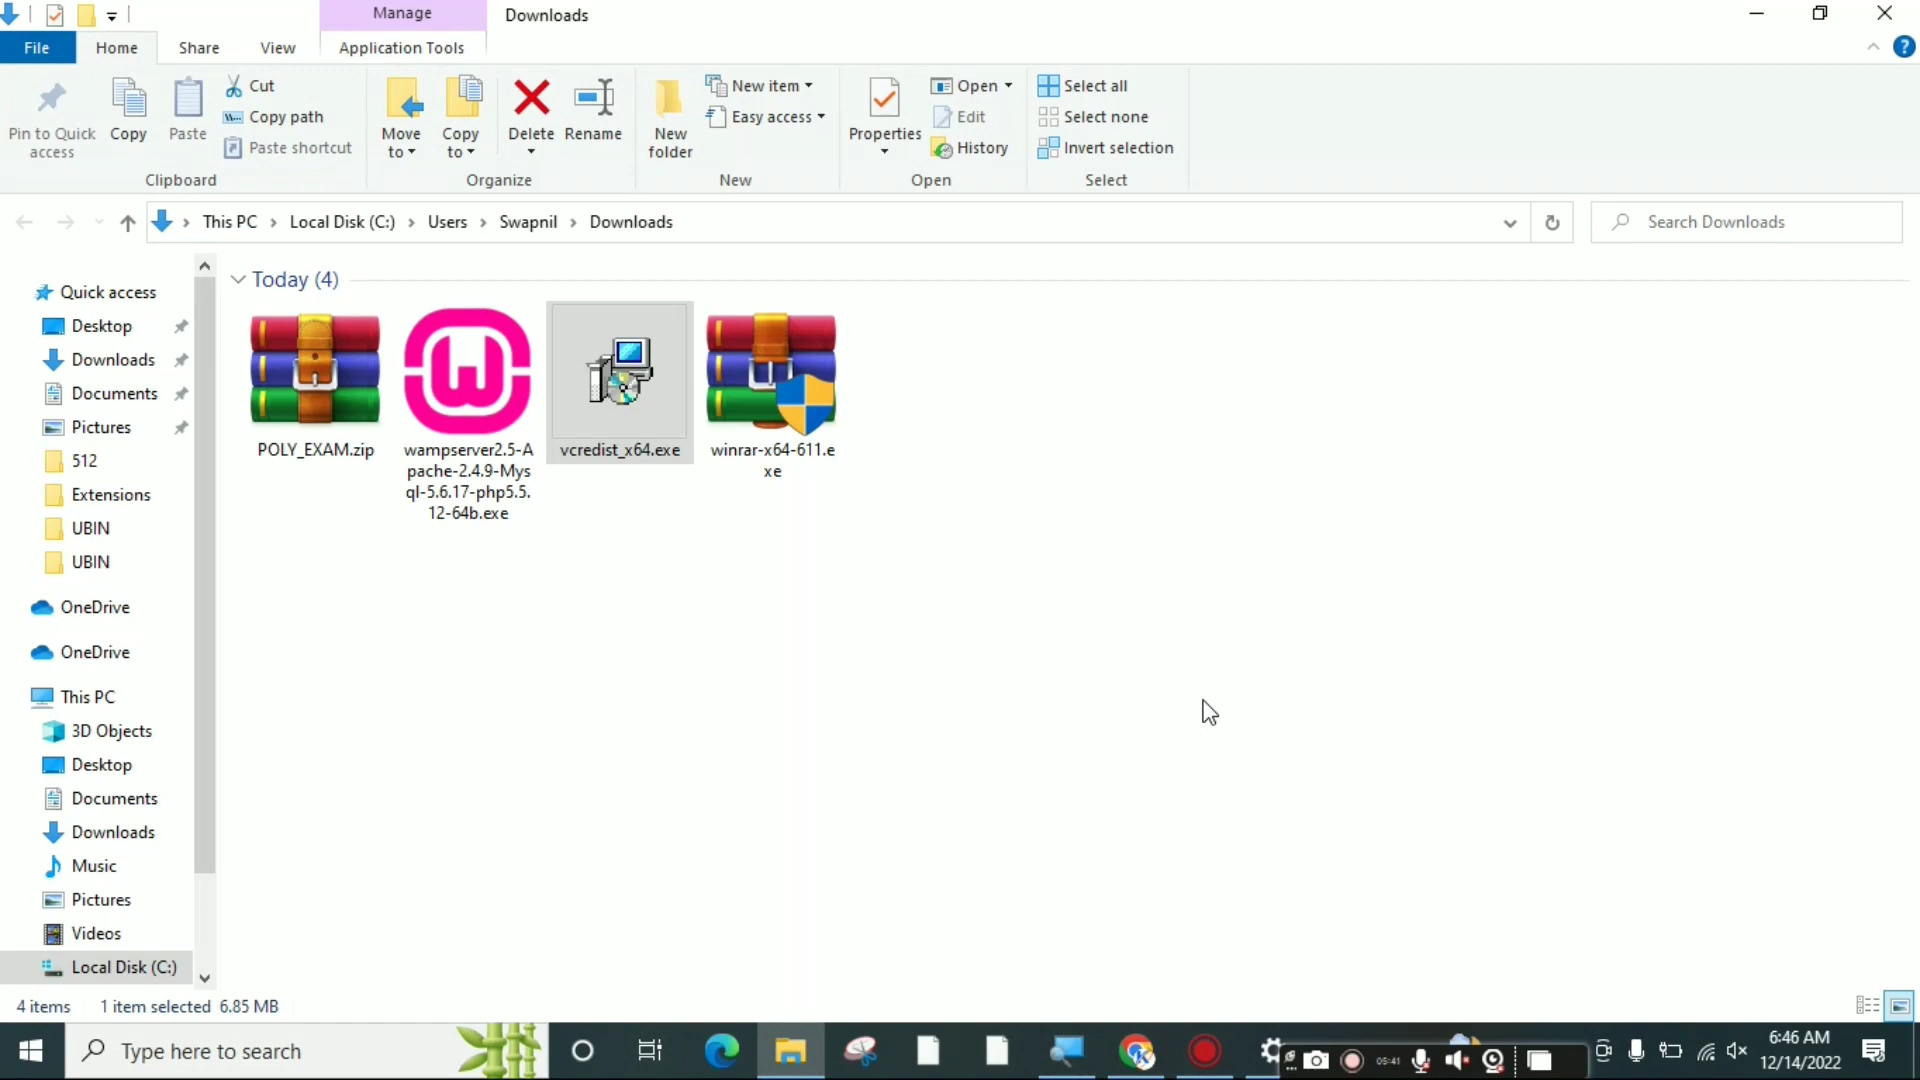 Manage
Downloads
File
Home
Share
View
Application Tools
Pin to Quick
access
Copy
Paste
Cut
Copy path
Paste shortcut
Clipboard
Move
to
Copy
to
Delete
Rename
Organize
New
folder
New item
Easy access
New
Properties
Open
Edit
History
Open
Select all
Select none
Invert selection
Select
This PC > Local Disk (C:) > Users > Swapnil > Downloads
Search Downloads
Quick access
Desktop
Downloads
Documents
Pictures
512
Extensions
UBIN
UBIN
OneDrive
OneDrive
This PC
3D Objects
Desktop
Documents
Downloads
Music
Pictures
Videos
Local Disk (C:)
Today (4)
POLY_EXAM.zip
wampserver2.5-A
pache-2.4.9-Mys
ql-5.6.17-php5.5.
12-64b.exe
vcredist_x64.exe
winrar-x64-611.e
xe
4 items
1 item selected 6.85 MB
Type here to search
05:41
6:46 AM
12/14/2022